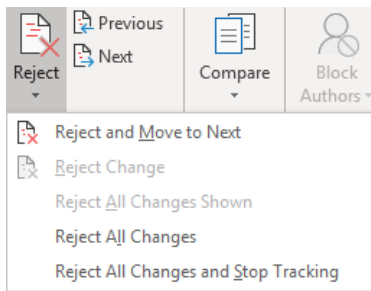 Reject
Previous
Next
Compare
Block
Authors
Reject and Move to Next
Reject Change
Reject All Changes Shown
Reject All Changes
Reject All Changes and Stop Tracking